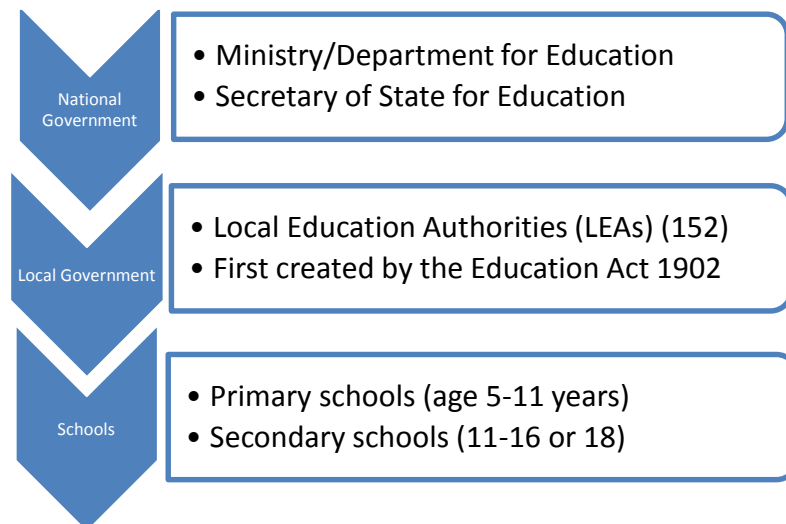 National
Government
• Ministry/Department for Education
• Secretary of State for Education
Local Government
• Local Education Authorities (LEAs) (152)
• First created by the Education Act 1902
Schools
• Primary schools (age 5-11 years)
• Secondary schools (11-16 or 18)